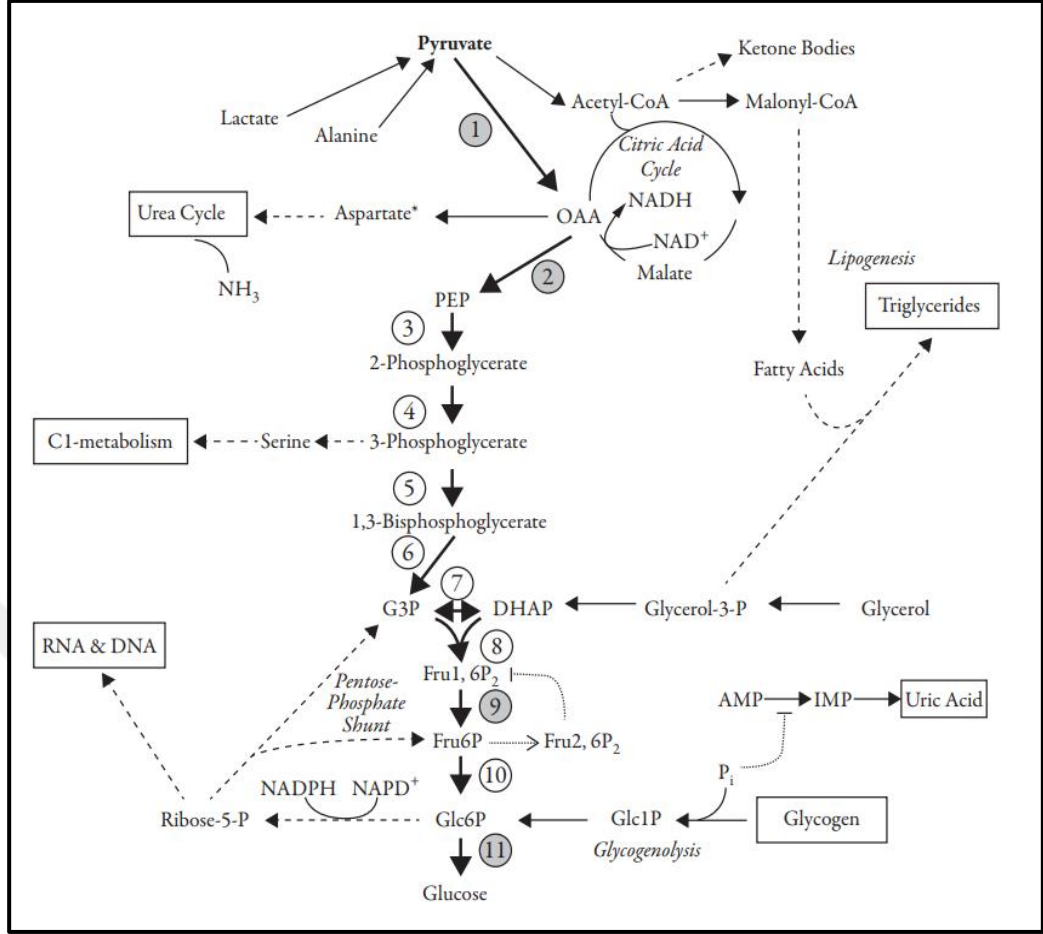 Pyruvate
Ketone Bodies
Lactate
Alanine
Acetyl-CoA
Malonyl-CoA
1
Citric Acid
Cycle
NADH
Urea Cycle
Aspartate*
OAA
NAD+
Malate
NH3
2
Lipogenesis
PEP
Triglycerides
3
2-Phosphoglycerate
Fatty Acids
4
C1-metabolism
Serine
3-Phosphoglycerate
5
1,3-Bisphosphoglycerate
6
7
G3P
DHAP
Glycerol-3-P
Glycerol
RNA & DNA
8
Fru1, 6P2
Pentose-
Phosphate
Shunt
9
AMP
IMP
Uric Acid
Fru6P
Fru2, 6P2
10
Pi
NADPH
NAPD+
Ribose-5-P
Glc6P
Glc1P
Glycogen
Glycogenolysis
11
Glucose